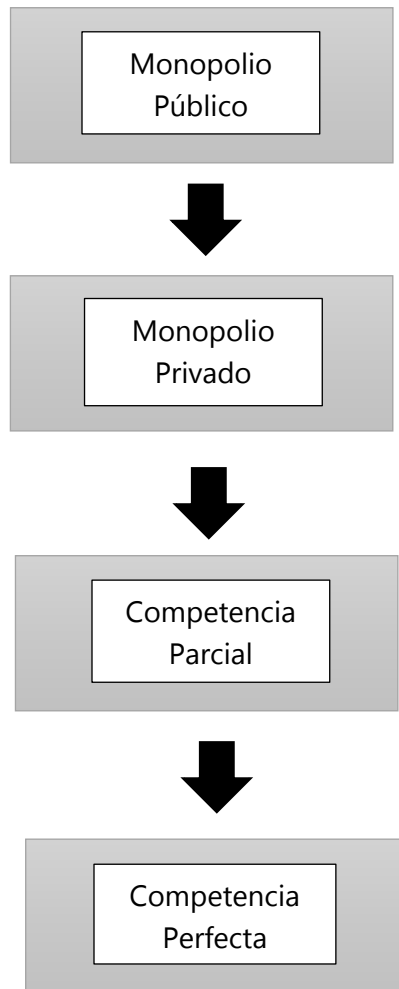 Monopolio
Público
Monopolio
Privado
Competencia
Parcial
Competencia
Perfecta